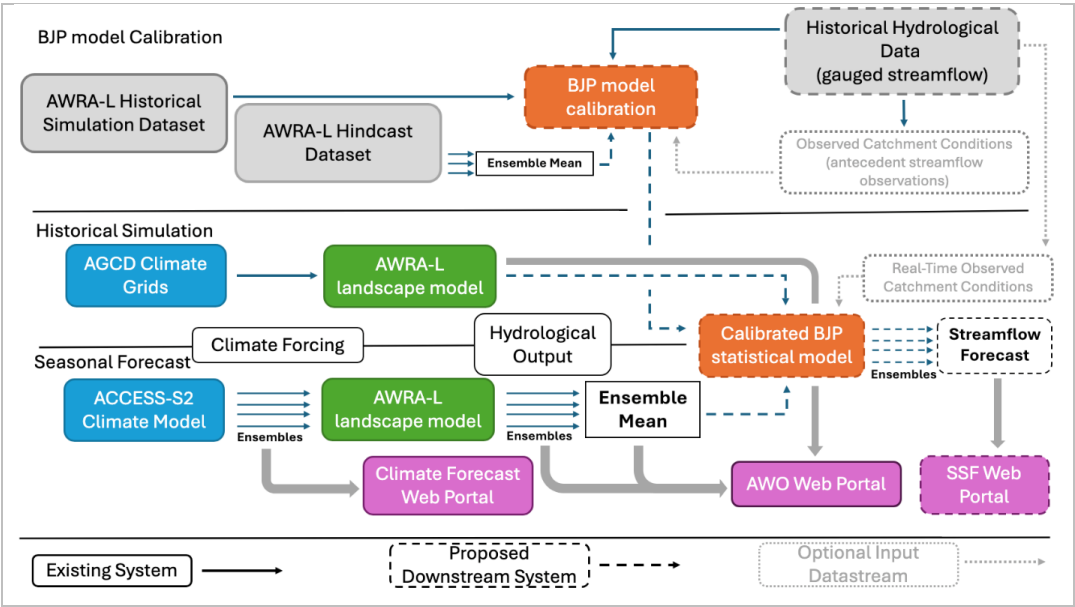 BJP model Calibration
Historical Hydrological
Data
(gauged streamflow)
BJP model
calibration
AWRA-L Historical
Simulation Dataset
AWRA-L Hindcast
Dataset
Ensemble Mean
Observed Catchment Conditions
(antecedent streamflow
observations)
Historical Simulation
AGCD Climate
Grids
AWRA-L
landscape model
Real-Time Observed
Catchment Conditions
Climate Forcing
Hydrological
Output
Calibrated BJP
statistical model
Ensembles
Streamflow
Forecast
Seasonal Forecast
ACCESS-S2
Climate Model
Ensembles
AWRA-L
landscape model
Ensembles
Ensemble
Mean
Climate Forecast
Web Portal
AWO Web Portal
SSF Web
Portal
Existing System
Proposed
Downstream System
Optional Input
Datastream